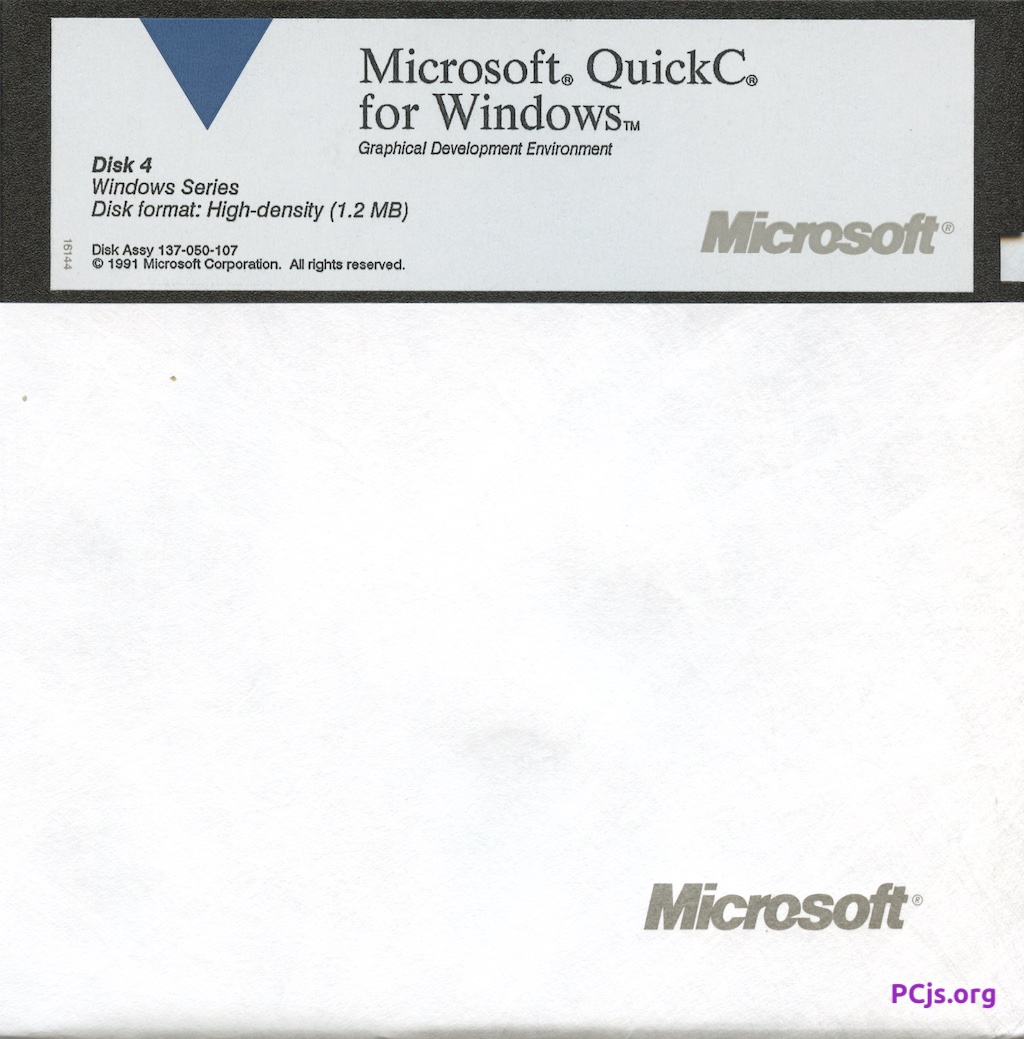 Microsoft® QuickC®
for Windows™
Graphical Development Environment
Disk 4
Windows Series
Disk format: High-density (1.2 MB)
Microsoft®
16144
Disk Assy 137-050-107
© 1991 Microsoft Corporation. All rights reserved.
Microsoft®
PCjs.org